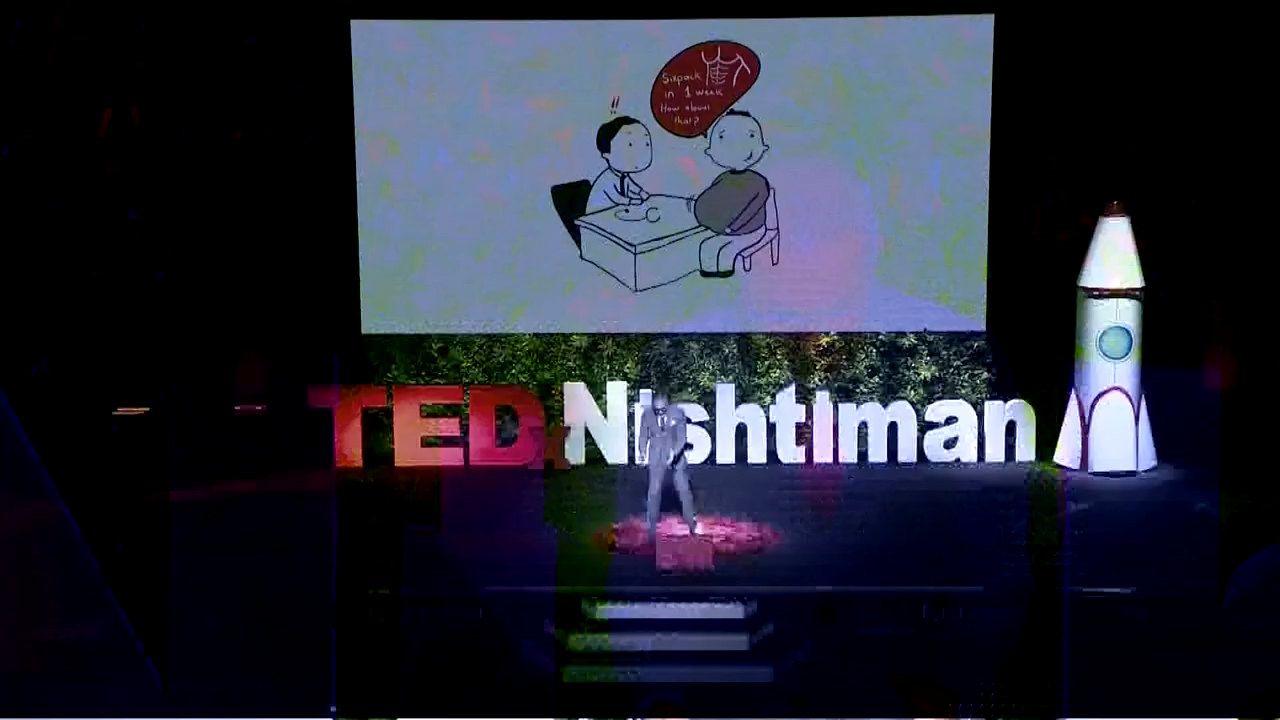 !!
Sixpack
in 1 week
How about
that?
TEDxNishtiman